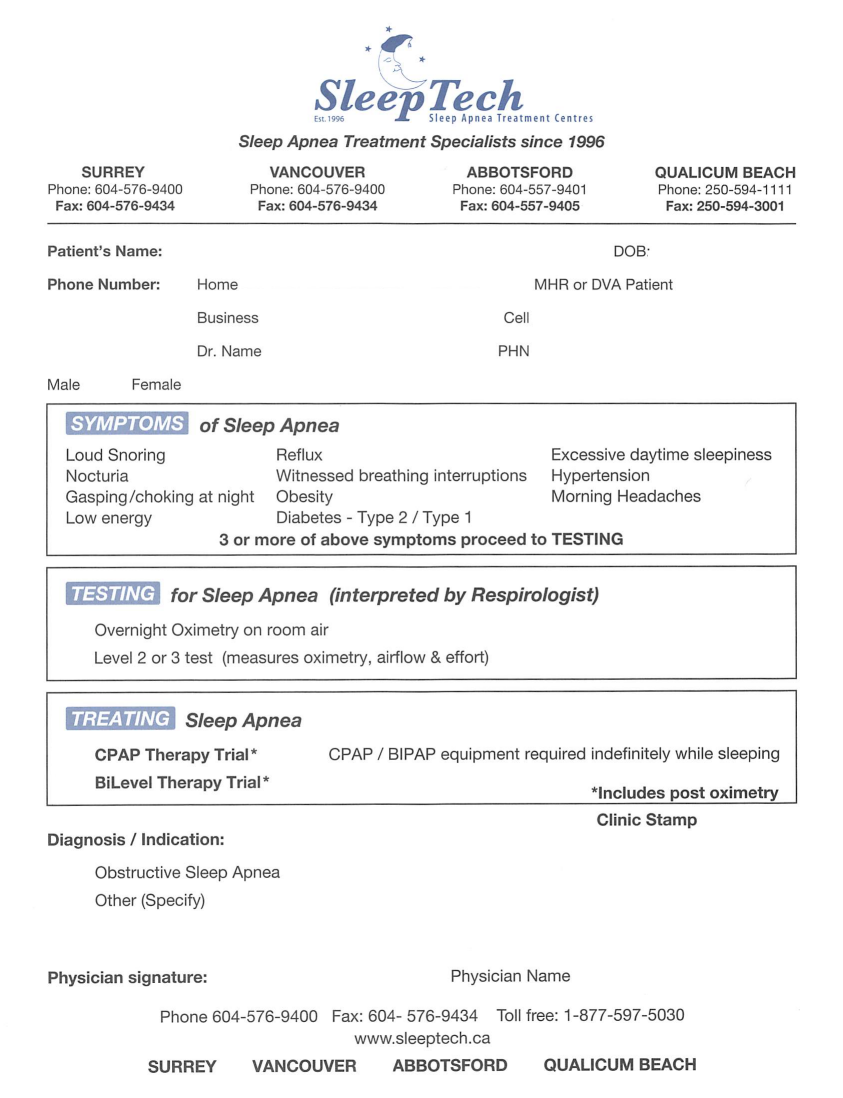 SleepTech
Est. 1996 Sleep Apnea Treatment Centres
Sleep Apnea Treatment Specialists since 1996
SURREY VANCOUVER ABBOTSFORD QUALICUM BEACH
Phone: 604-576-9400 Phone: 604-576-9400 Phone: 604-557-9401 Phone: 250-594-1111
Fax: 604-576-9434 Fax: 604-576-9434 Fax: 604-557-9405 Fax: 250-594-3001
Patient's Name: DOB:
Phone Number: Home MHR or DVA Patient
Business Cell
Dr. Name PHN
Male Female
SYMPTOMS of Sleep Apnea
Loud Snoring Reflux Excessive daytime sleepiness
Nocturia Witnessed breathing interruptions Hypertension
Gasping/choking at night Obesity Morning Headaches
Low energy Diabetes - Type 2 / Type 1
3 or more of above symptoms proceed to TESTING
TESTING for Sleep Apnea (interpreted by Respirologist)
Overnight Oximetry on room air
Level 2 or 3 test (measures oximetry, airflow & effort)
TREATING Sleep Apnea
CPAP Therapy Trial* CPAP / BIPAP equipment required indefinitely while sleeping
BiLevel Therapy Trial*
*Includes post oximetry
Clinic Stamp
Diagnosis / Indication:
Obstructive Sleep Apnea
Other (Specify)
Physician signature: Physician Name
Phone 604-576-9400 Fax: 604- 576-9434 Toll free: 1-877-597-5030
www.sleeptech.ca
SURREY VANCOUVER ABBOTSFORD QUALICUM BEACH